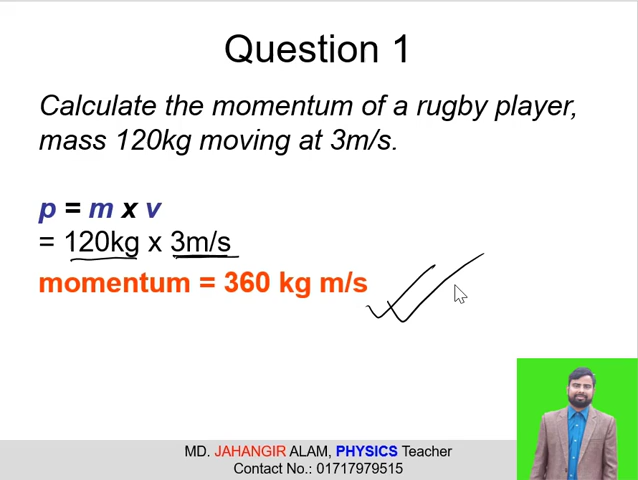 Question 1
Calculate the momentum of a rugby player,
mass 120kg moving at 3m/s.
p = m x v
= 120kg x 3m/s
momentum = 360 kg m/s
MD. JAHANGIR ALAM, PHYSICS Teacher
Contact No.: 01717979515